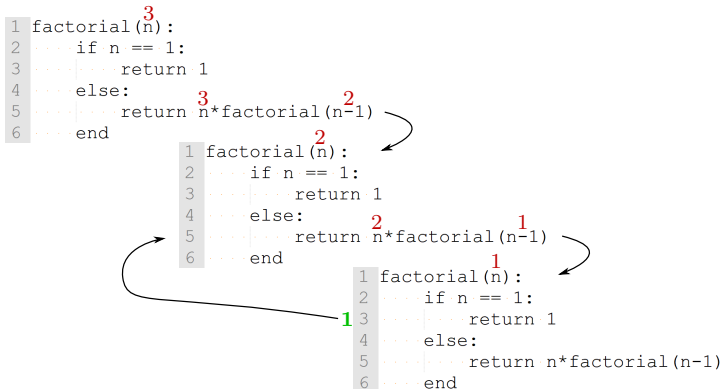 3
1 factorial(n):
2 if n == 1:
3 return 1
4 else:
3 2
5 return n*factorial(n-1)
6 end
2
1 factorial(n):
2 if n == 1:
3 return 1
4 else:
2 1
5 return n*factorial(n-1)
6 end
1
1 factorial(n):
2 if n == 1:
1 3 return 1
4 else:
5 return n*factorial(n-1)
6 end